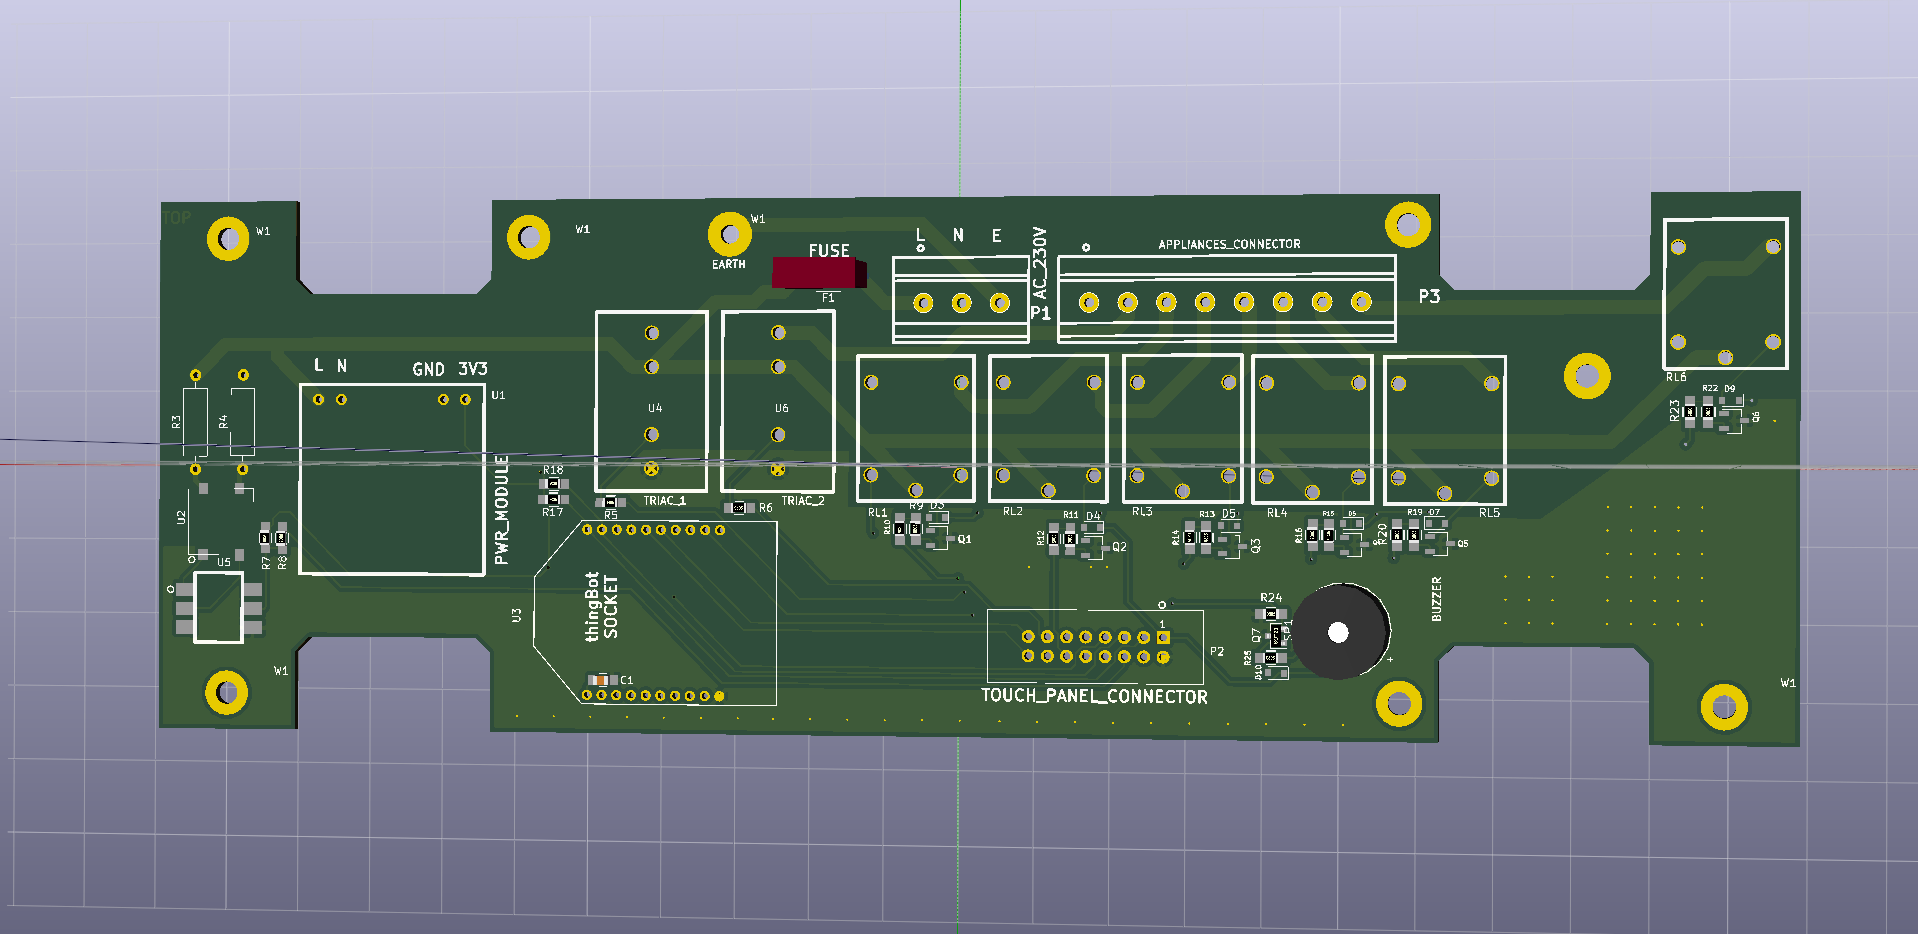 TOP
W1
W1
W1
EARTH
FUSE
F1
L N E
AC_230V
P1
APPLIANCES_CONNECTOR
P3
RL6
R22 D9
R23
Q6
L N
GND 3V3
U1
R3
R4
U4
U6
PWR_MODULE
R18
R17
R5
TRIAC_1
R6
TRIAC_2
RL1
RL2
RL3
RL4
RL5
R9 D3
R10
Q1
R11 D4
R12
Q2
R13 D5
R14
Q3
R15
R16
R19 D7
R20
Q5
U2
U5
R7
R8
U3
thingBot
SOCKET
C1
W1
1
P2
TOUCH_PANEL_CONNECTOR
R24
Q7
SP1
R25
D10
+
BUZZER
W1